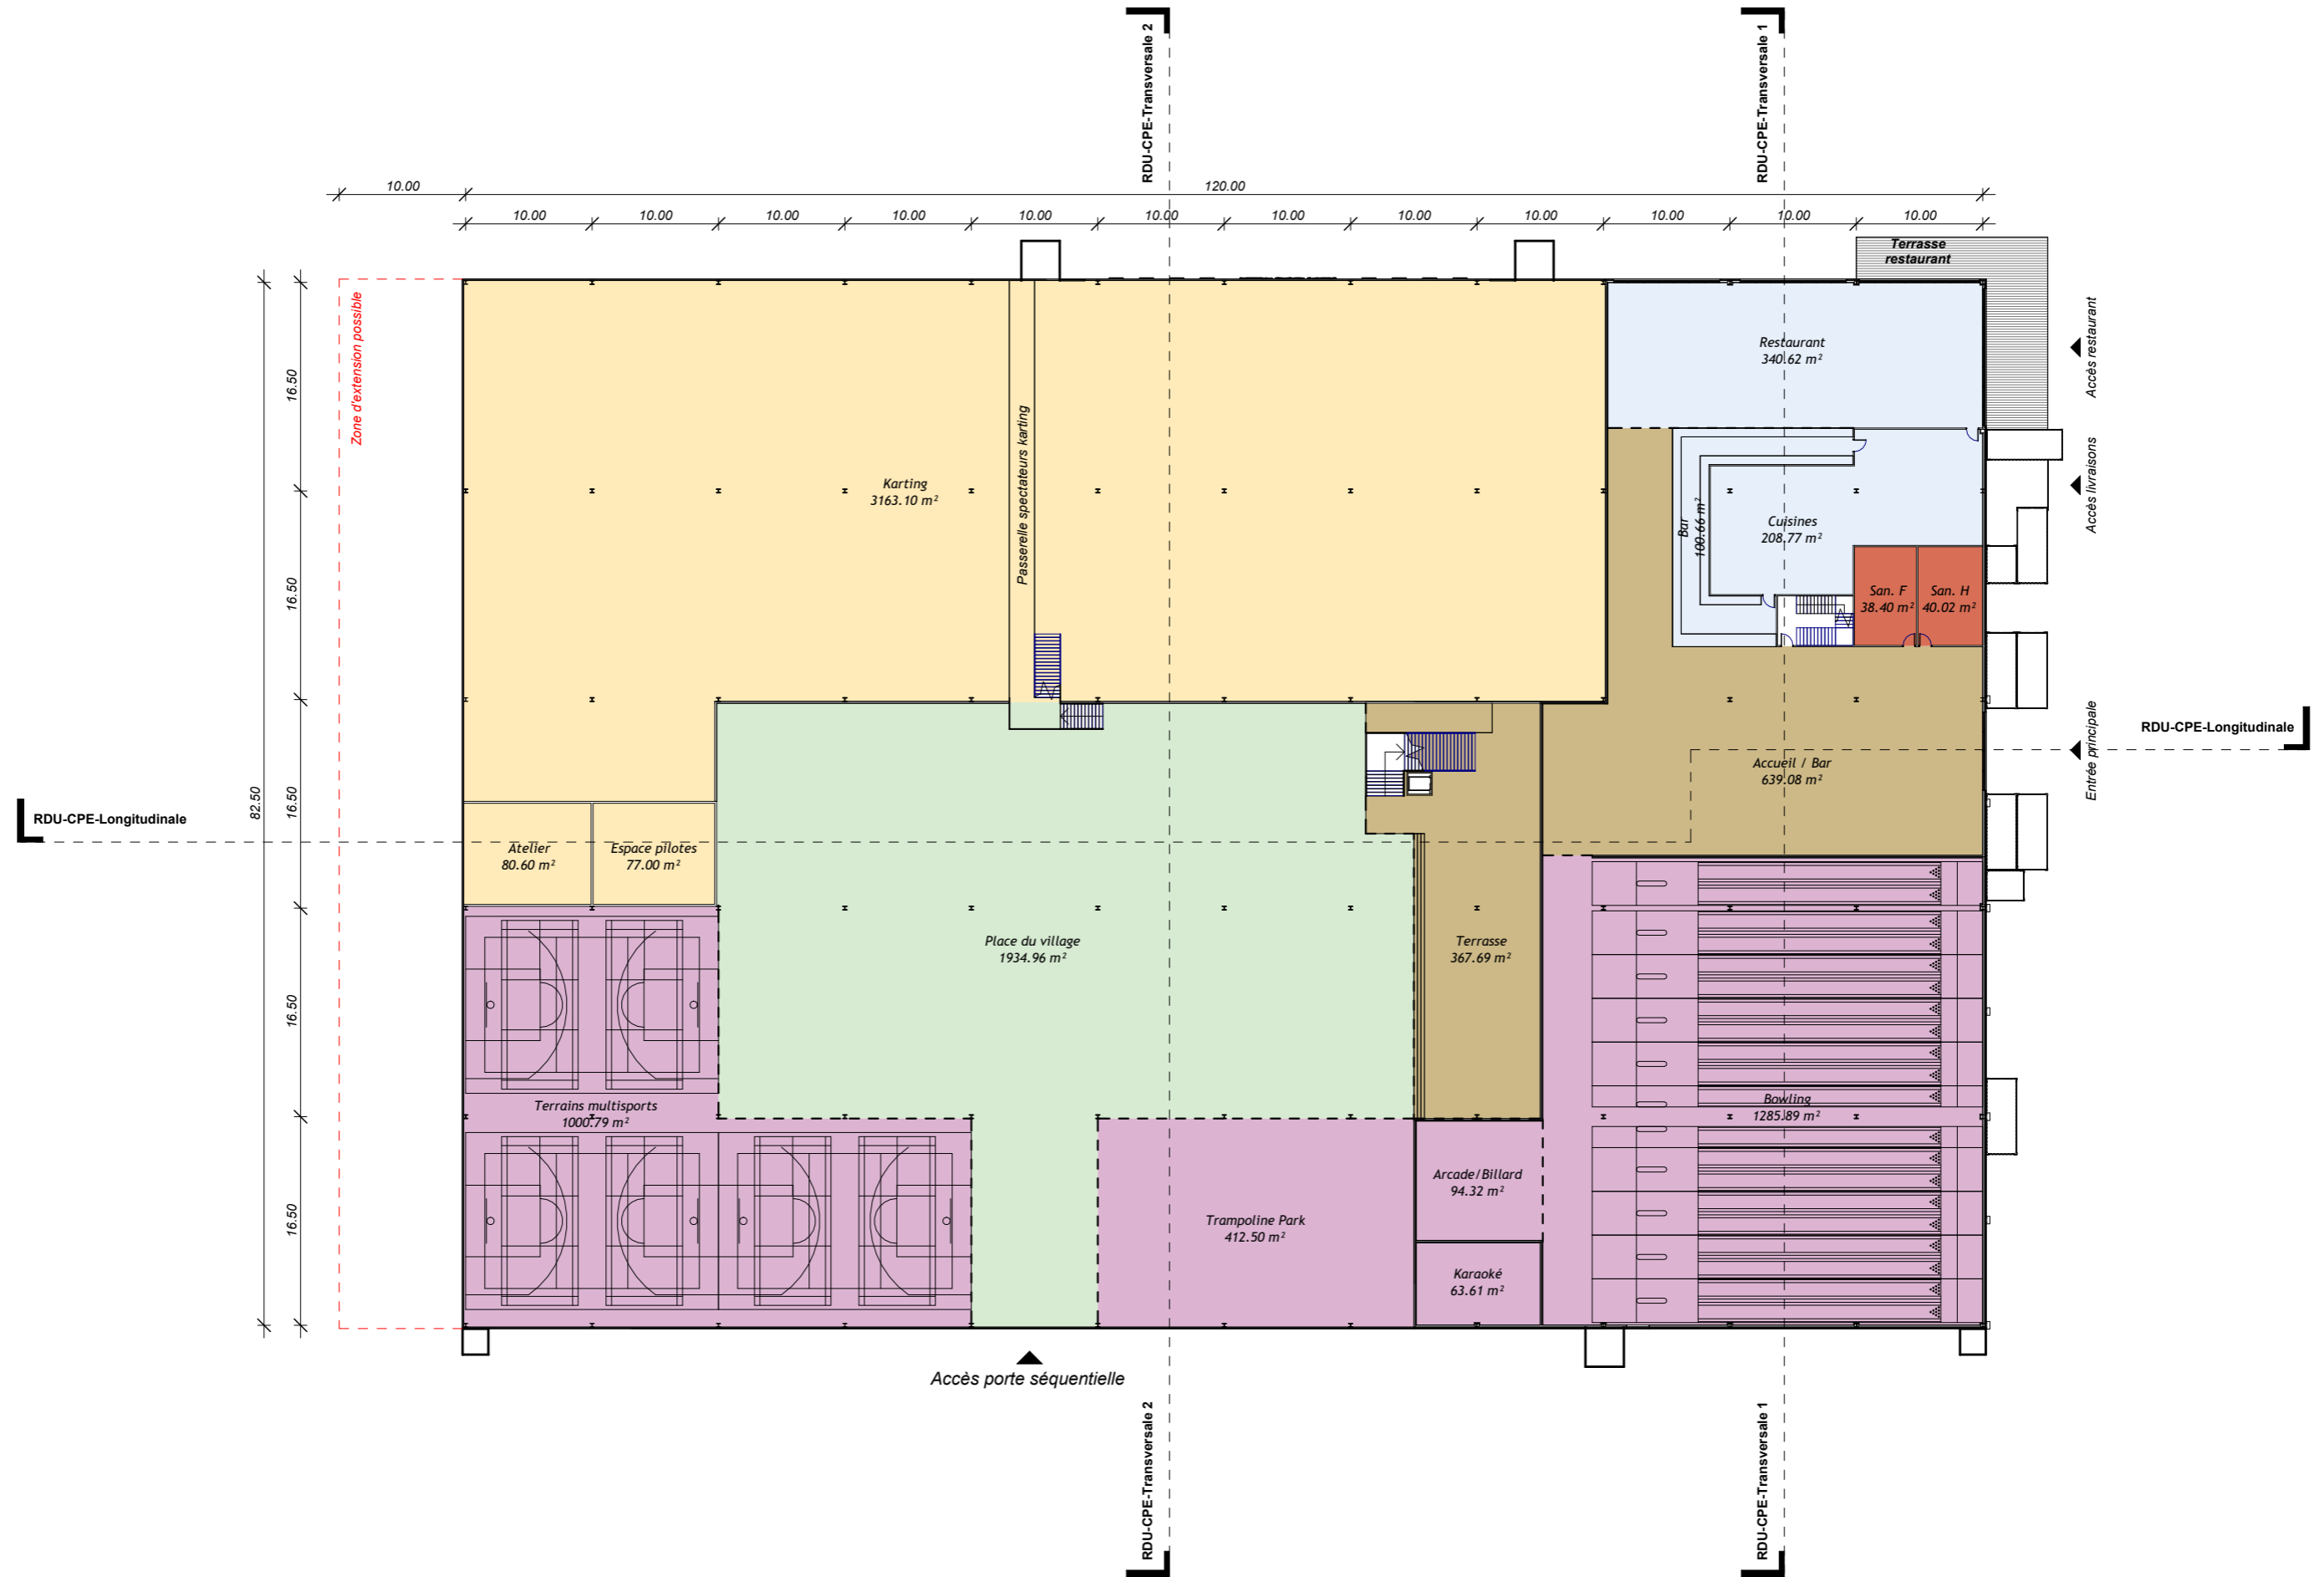 RDU-CPE-Transversale 2
RDU-CPE-Transversale 1
10.00
120.00
10.00
10.00
10.00
10.00
10.00
10.00
10.00
10.00
10.00
10.00
10.00
10.00
Terrasse
restaurant
Zone d'extension possible
82.50
16.50
16.50
16.50
16.50
16.50
Karting
3163.10 m²
Passerelle spectateurs karting
Restaurant
340.62 m²
Accès restaurant
Accès livraisons
Bar
100.66 m²
Cuisines
208.77 m²
San. F
38.40 m²
San. H
40.02 m²
Entrée principale
RDU-CPE-Longitudinale
Accueil / Bar
639.08 m²
RDU-CPE-Longitudinale
Atelier
80.60 m²
Espace pilotes
77.00 m²
Place du village
1934.96 m²
Terrasse
367.69 m²
Terrains multisports
1000.79 m²
Bowling
1285.89 m²
Arcade/Billard
94.32 m²
Trampoline Park
412.50 m²
Karaoké
63.61 m²
Accès porte séquentielle
RDU-CPE-Transversale 2
RDU-CPE-Transversale 1